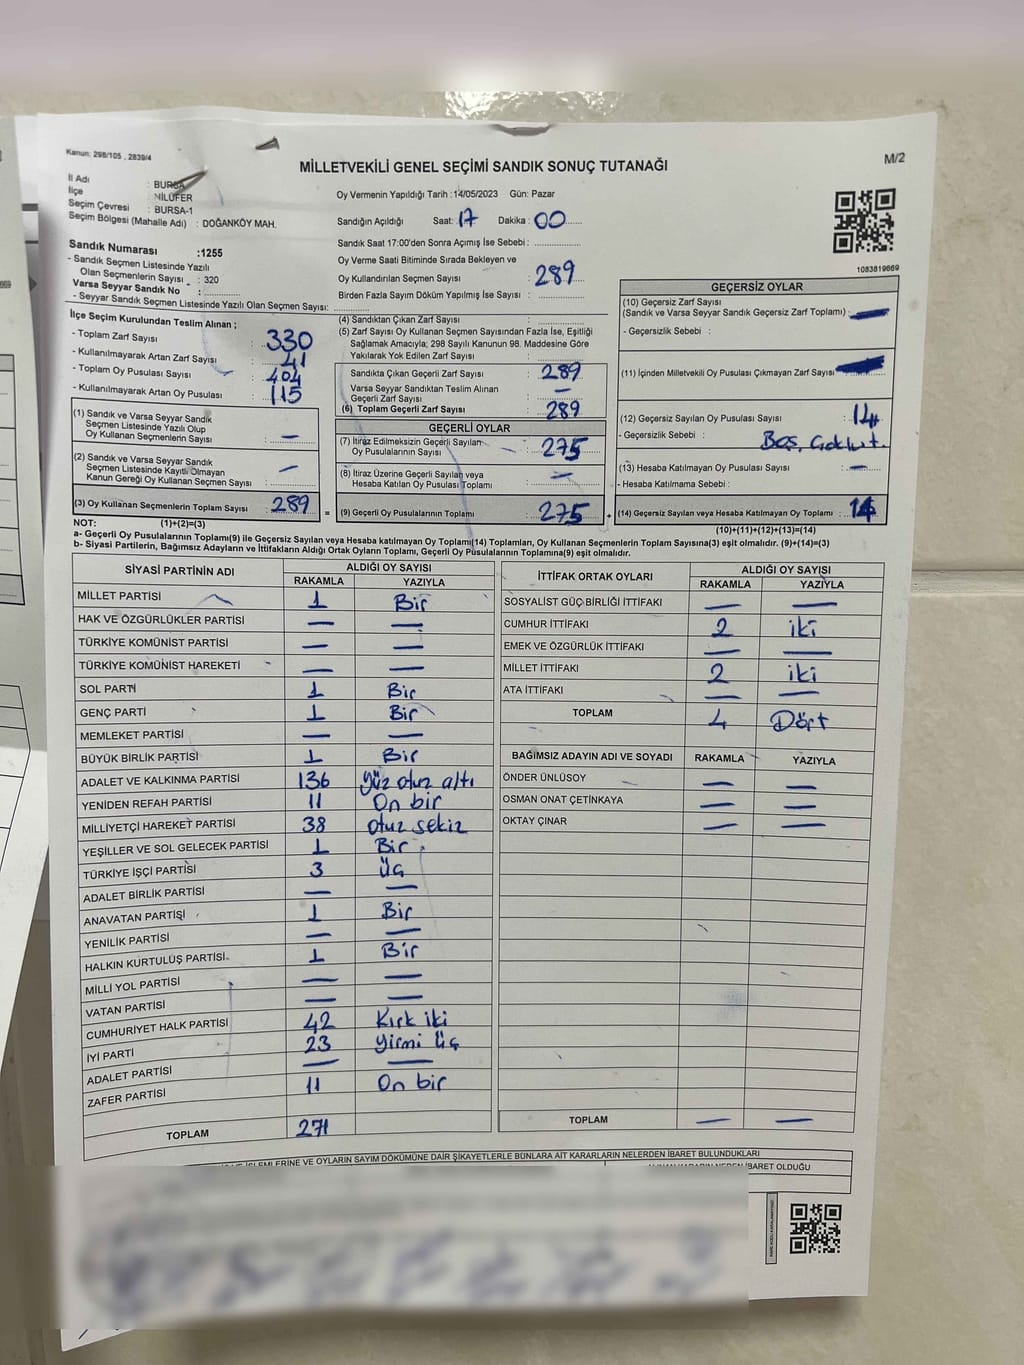 Kanun: 298/105 , 2839/4
MİLLETVEKİLİ GENEL SEÇİMİ SANDIK SONUÇ TUTANAĞI
M/2
İl Adı : BURSA
İlçe : NİLÜFER
Seçim Çevresi : BURSA-1
Seçim Bölgesi (Mahalle Adı) : DOĞANKÖY MAH.
Oy Vermenin Yapıldığı Tarih :14/05/2023 Gün: Pazar
Sandığın Açıldığı Saat: 17 Dakika : 00
Sandık Saat 17:00'den Sonra Açımış İse Sebebi :
Oy Verme Saati Bitiminde Sırada Bekleyen ve
Oy Kullandırılan Seçmen Sayısı : 289
Birden Fazla Sayım Döküm Yapılmış İse Sayısı :
1083819669
Sandık Numarası :1255
- Sandık Seçmen Listesinde Yazılı
Olan Seçmenlerin Sayısı : 320
Varsa Seyyar Sandık No :
- Seyyar Sandık Seçmen Listesinde Yazılı Olan Seçmen Sayısı:
İlçe Seçim Kurulundan Teslim Alınan ;
- Toplam Zarf Sayısı : 330
- Kullanılmayarak Artan Zarf Sayısı : 41
- Toplam Oy Pusulası Sayısı : 404
- Kullanılmayarak Artan Oy Pusulası : 115
(1) Sandık ve Varsa Seyyar Sandık
Seçmen Listesinde Yazılı Olup
Oy Kullanan Seçmenlerin Sayısı : —
(2) Sandık ve Varsa Seyyar Sandık
Seçmen Listesinde Kayıtlı Olmayan
Kanun Gereği Oy Kullanan Seçmen Sayısı : —
(3) Oy Kullanan Seçmenlerin Toplam Sayısı : 289
(4) Sandıktan Çıkan Zarf Sayısı :
(5) Zarf Sayısı Oy Kullanan Seçmen Sayısından Fazla İse, Eşitliği
Sağlamak Amacıyla; 298 Sayılı Kanunun 98. Maddesine Göre
Yakılarak Yok Edilen Zarf Sayısı :
Sandıkta Çıkan Geçerli Zarf Sayısı : 289
Varsa Seyyar Sandıktan Teslim Alınan
Geçerli Zarf Sayısı : —
(6) Toplam Geçerli Zarf Sayısı : 289
GEÇERLİ OYLAR
(7) İtiraz Edilmeksizin Geçerli Sayılan
Oy Pusulalarının Sayısı : 275
(8) İtiraz Üzerine Geçerli Sayılan veya
Hesaba Katılan Oy Pusulası Toplamı : —
= (9) Geçerli Oy Pusulalarının Toplamı : 275
GEÇERSİZ OYLAR
(10) Geçersiz Zarf Sayısı
(Sandık ve Varsa Seyyar Sandık Geçersiz Zarf Toplamı) : —
- Geçersizlik Sebebi :
(11) İçinden Milletvekili Oy Pusulası Çıkmayan Zarf Sayısı :
(12) Geçersiz Sayılan Oy Pusulası Sayısı : 14
- Geçersizlik Sebebi : Boş,
(13) Hesaba Katılmayan Oy Pusulası Sayısı : —
- Hesaba Katılmama Sebebi :
+ (14) Geçersiz Sayılan veya Hesaba Katılmayan Oy Toplamı : 14
NOT: (1)+(2)=(3)
(10)+(11)+(12)+(13)=(14)
a- Geçerli Oy Pusulalarının Toplamı(9) ile Geçersiz Sayılan veya Hesaba Katılmayan Oy Toplamı(14) Toplamları, Oy Kullanan Seçmenlerin Toplam Sayısına(3) eşit olmalıdır. (9)+(14)=(3)
b- Siyasi Partilerin, Bağımsız Adayların ve İttifakların Aldığı Ortak Oyların Toplamı, Geçerli Oy Pusulalarının Toplamına(9) eşit olmalıdır.
SİYASİ PARTİNİN ADI ALDIĞI OY SAYISI
RAKAMLA YAZIYLA
MİLLET PARTİSİ 1 Bir
HAK VE ÖZGÜRLÜKLER PARTİSİ — —
TÜRKİYE KOMÜNİST PARTİSİ — —
TÜRKİYE KOMÜNİST HAREKETİ — —
SOL PARTİ 1 Bir
GENÇ PARTİ 1 Bir
MEMLEKET PARTİSİ — —
BÜYÜK BİRLİK PARTİSİ 1 Bir
ADALET VE KALKINMA PARTİSİ 136 Yüz otuz altı
YENİDEN REFAH PARTİSİ 11 On bir
MİLLİYETÇİ HAREKET PARTİSİ 38 otuz sekiz
YEŞİLLER VE SOL GELECEK PARTİSİ 1 Bir
TÜRKİYE İŞÇİ PARTİSİ 3 Üç
ADALET BİRLİK PARTİSİ — —
ANAVATAN PARTİSİ 1 Bir
YENİLİK PARTİSİ — —
HALKIN KURTULUŞ PARTİSİ 1 Bir
MİLLİ YOL PARTİSİ — —
VATAN PARTİSİ — —
CUMHURİYET HALK PARTİSİ 42 Kırk iki
İYİ PARTİ 23 Yirmi Üç
ADALET PARTİSİ — —
ZAFER PARTİSİ 11 On bir
TOPLAM 271
İTTİFAK ORTAK OYLARI ALDIĞI OY SAYISI
RAKAMLA YAZIYLA
SOSYALİST GÜÇ BİRLİĞİ İTTİFAKI — —
CUMHUR İTTİFAKI 2 iki
EMEK VE ÖZGÜRLÜK İTTİFAKI — —
MİLLET İTTİFAKI 2 iki
ATA İTTİFAKI — —
TOPLAM 4 Dört
BAĞIMSIZ ADAYIN ADI VE SOYADI RAKAMLA YAZIYLA
ÖNDER ÜNLÜSOY — —
OSMAN ONAT ÇETİNKAYA — —
OKTAY ÇINAR — —
TOPLAM — —
İŞLEMLERİNE VE OYLARIN SAYIM DÖKÜMÜNE DAİR ŞİKAYETLERLE BUNLARA AİT KARARLARIN NELERDEN İBARET BULUNDUKLARI
ALINAN KARARIN NEDEN İBARET OLDUĞU